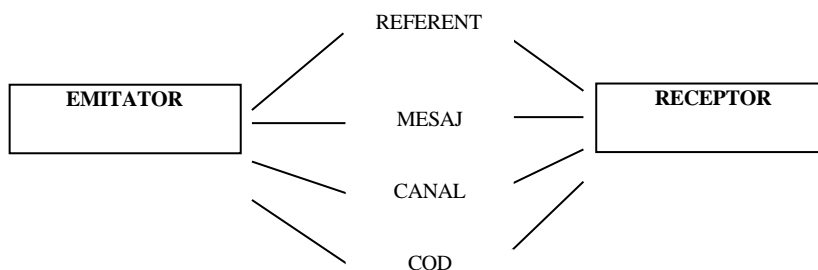 REFERENT
EMITATOR
RECEPTOR
MESAJ
CANAL
COD